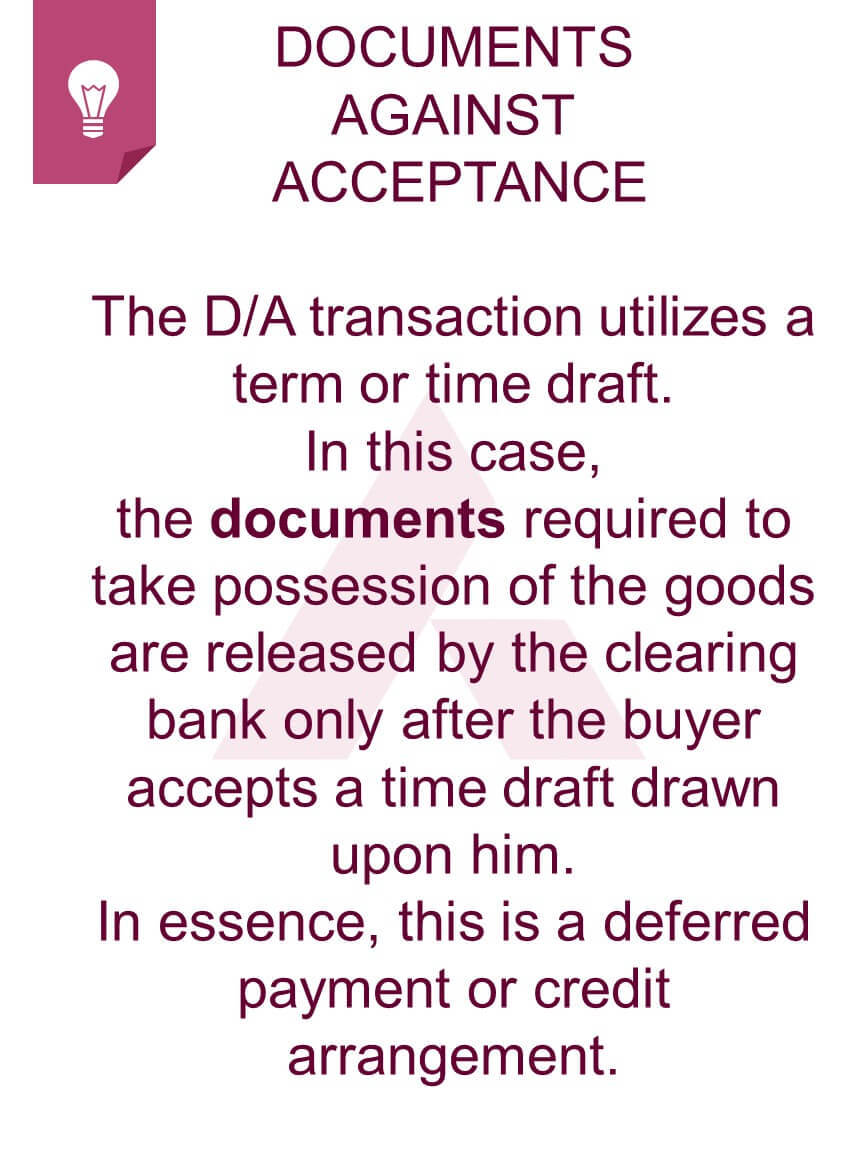 DOCUMENTS
AGAINST
ACCEPTANCE
The D/A transaction utilizes a
term or time draft.
In this case,
the documents required to
take possession of the goods
are released by the clearing
bank only after the buyer
accepts a time draft drawn
upon him.
In essence, this is a deferred
payment or credit
arrangement.